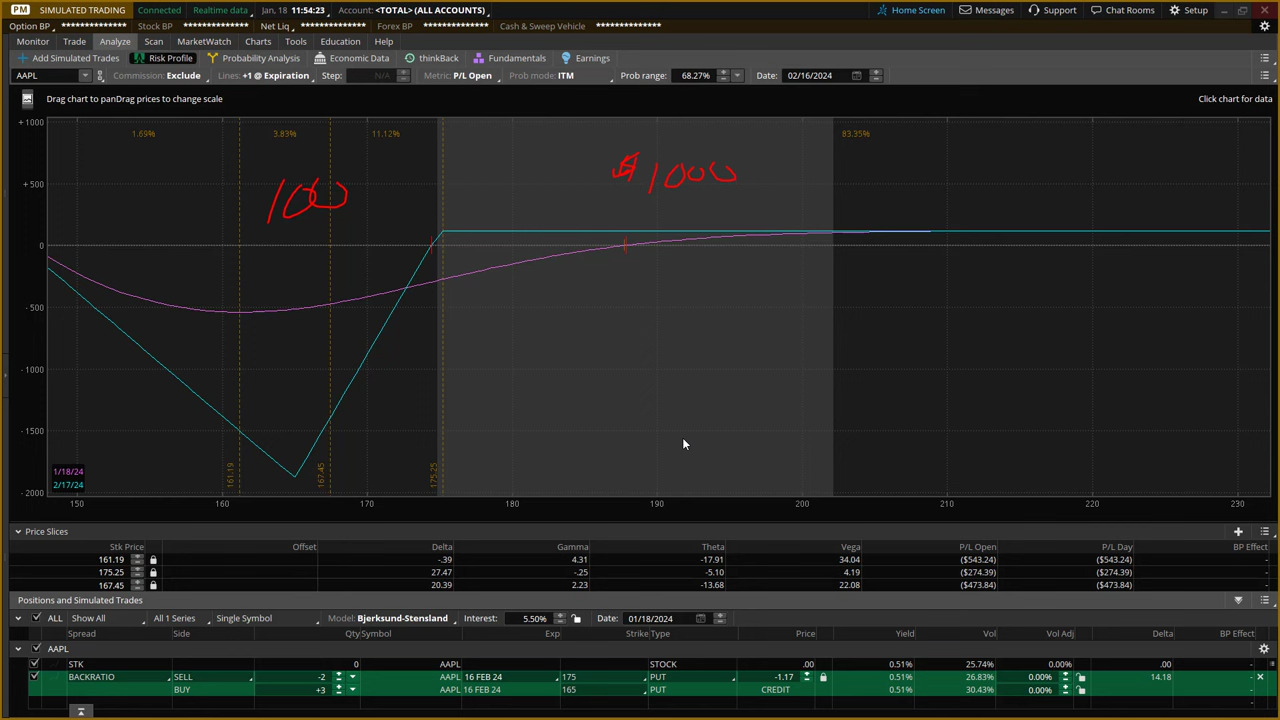 PM SIMULATED TRADING Connected Realtime data Jan, 18 11:54:23 Account: <TOTAL> (ALL ACCOUNTS) Home Screen Messages Support Chat Rooms Setup
Option BP ************** Stock BP ************** Net Liq ************** Forex BP ************** Cash & Sweep Vehicle **************
Monitor Trade Analyze Scan MarketWatch Charts Tools Education Help
Add Simulated Trades Risk Profile Probability Analysis Economic Data thinkBack Fundamentals Earnings
AAPL Commission: Exclude Lines: +1 @ Expiration Step: N/A Metric: P/L Open Prob mode: ITM Prob range: 68.27% Date: 02/16/2024
Drag chart to panDrag prices to change scale Click chart for data
+1000 1.69% 3.83% 11.12% 83.35%
100 $1000
+500
0
-500
-1000
-1500
161.19 167.45 175.25
1/18/24
2/17/24
-2000
150 160 170 180 190 200 210 220 230
Price Slices
Stk Price Offset Delta Gamma Theta Vega P/L Open P/L Day BP Effect
161.19 -.39 4.31 -17.91 34.04 ($543.24) ($543.24) -
175.25 27.47 -.25 -5.10 4.19 ($274.39) ($274.39) -
167.45 20.39 2.23 -13.68 22.08 ($473.84) ($473.84) -
Positions and Simulated Trades
ALL Show All All 1 Series Single Symbol Model: Bjerksund-Stensland Interest: 5.50% Date: 01/18/2024
Spread Side Qty Symbol Exp Strike Type Price Yield Vol Vol Adj Delta BP Effect
AAPL
STK 0 AAPL STOCK .00 0.51% 25.74% 0.00% .00 -
BACKRATIO SELL -2 AAPL 16 FEB 24 175 PUT -1.17 0.51% 26.83% 0.00% 14.18 -
BUY +3 AAPL 16 FEB 24 165 PUT CREDIT 0.51% 30.43% 0.00%